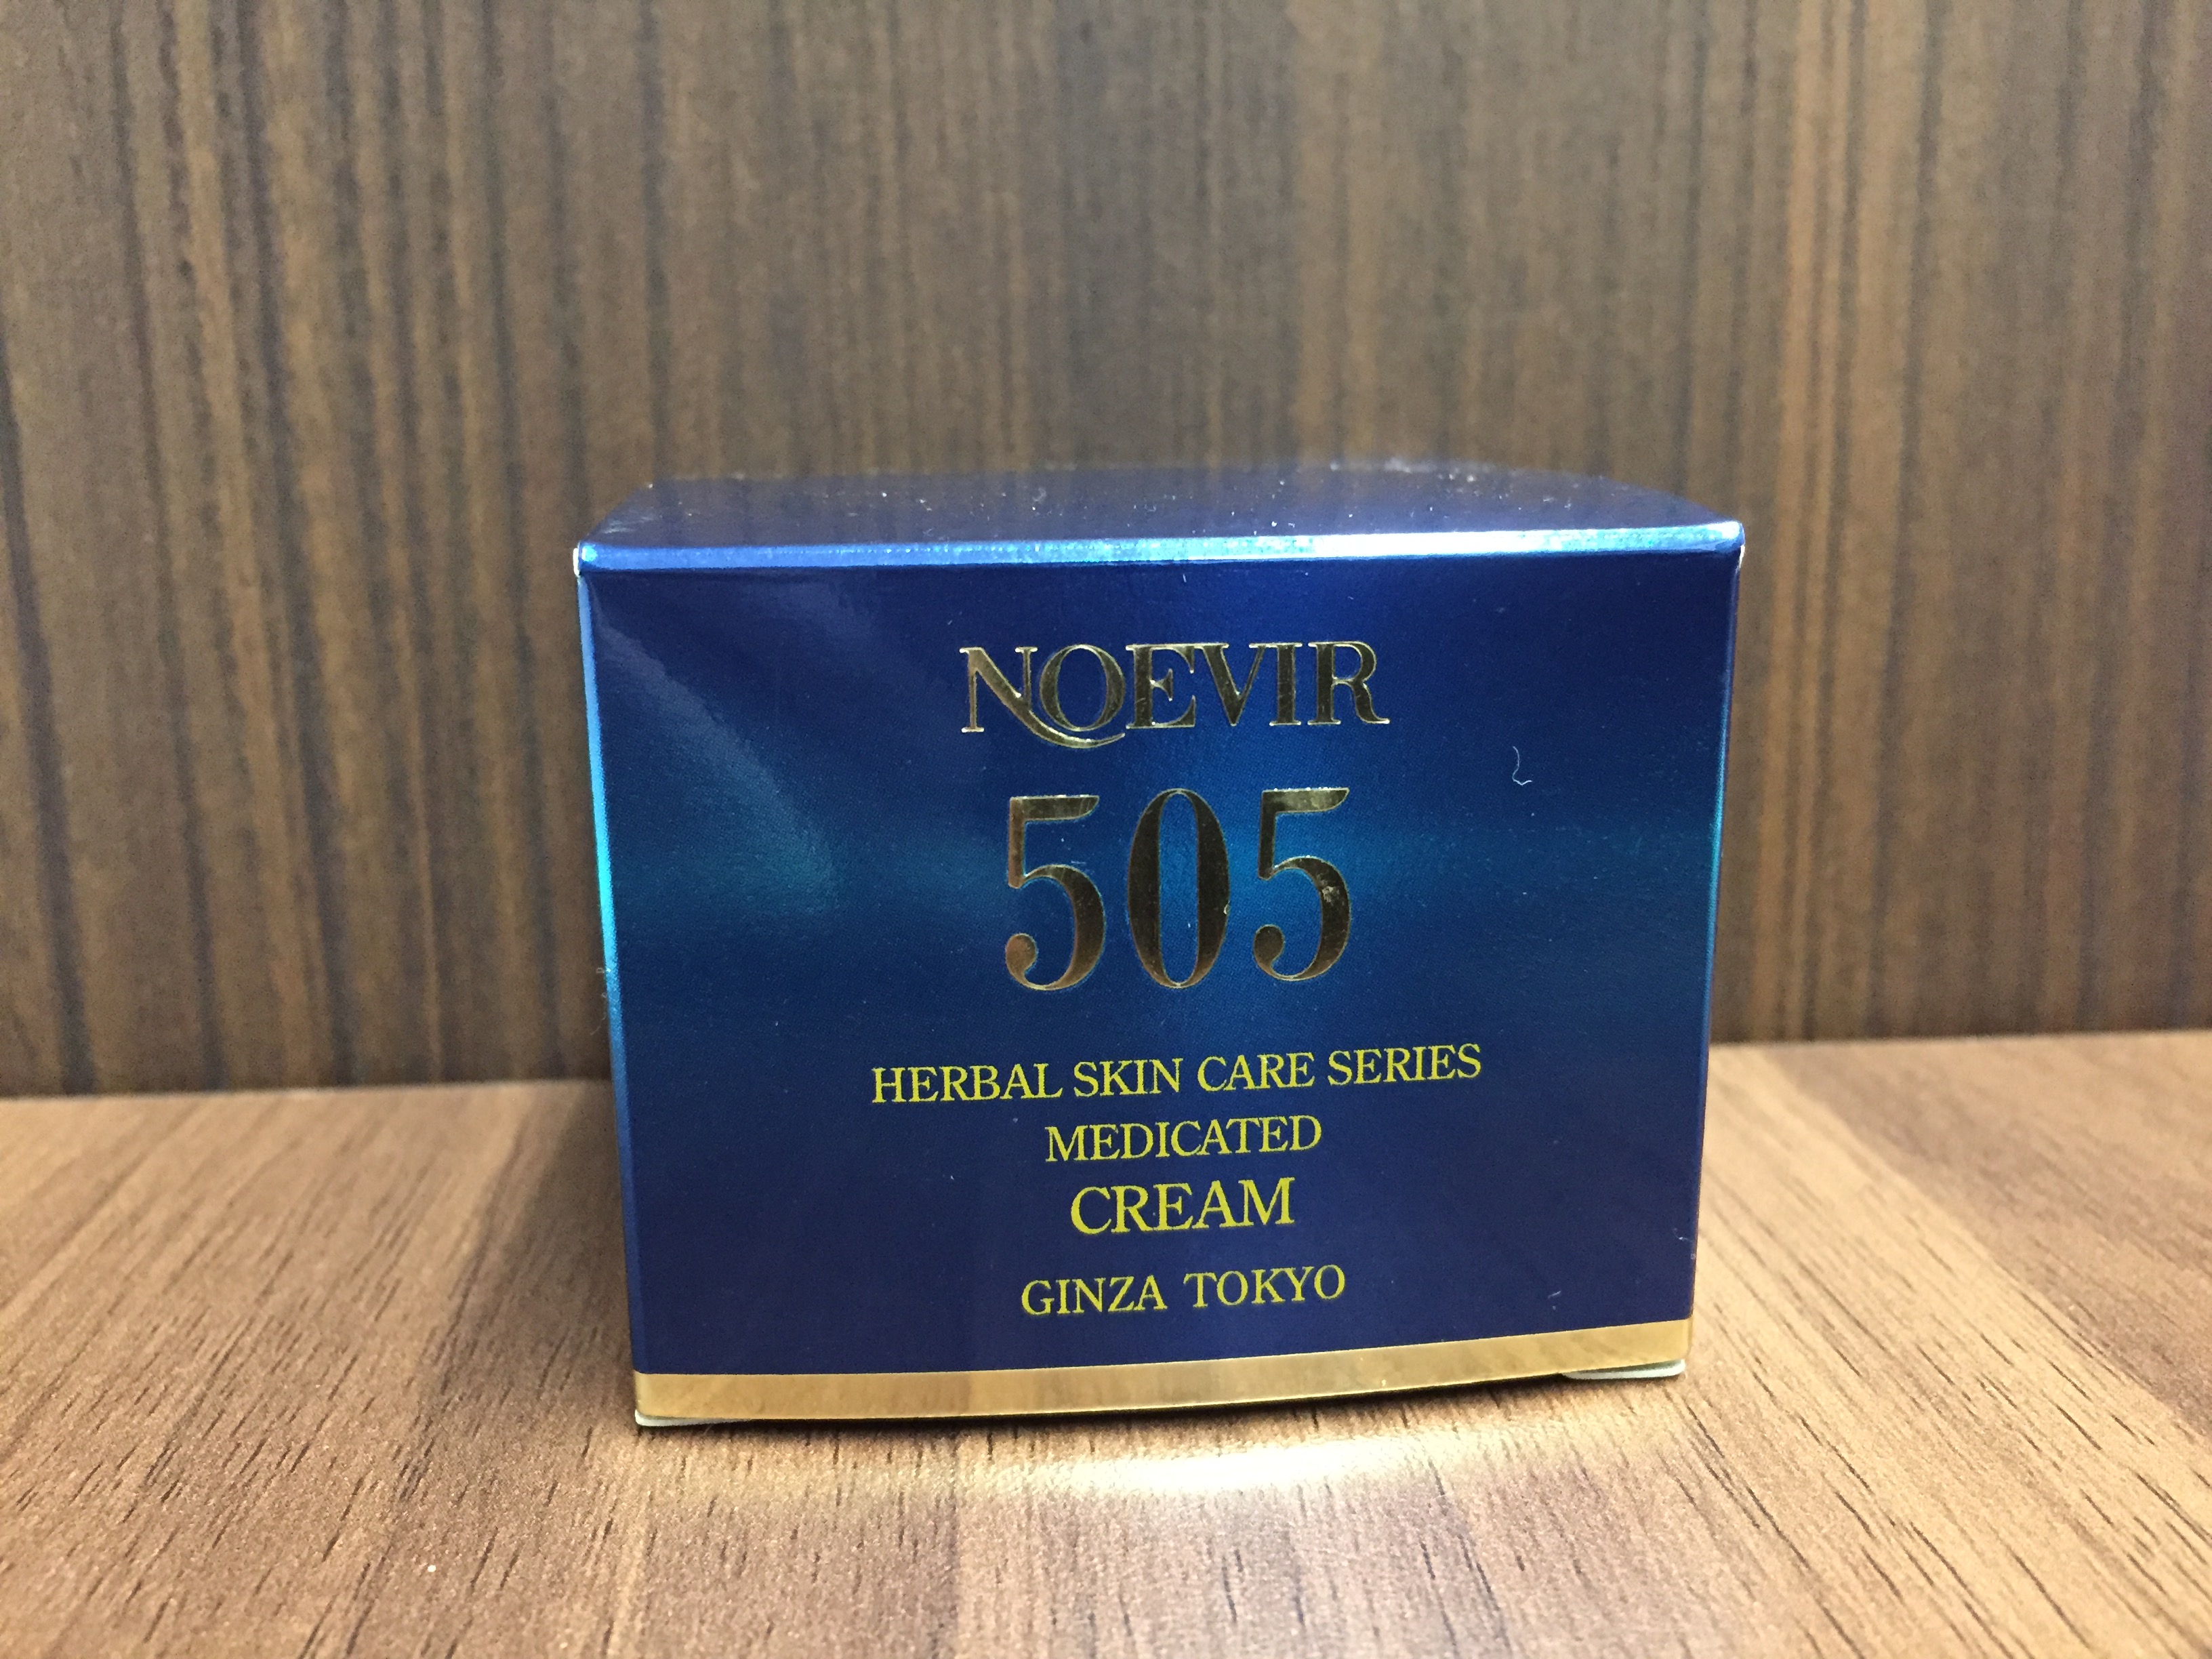 NOEVIR
505
HERBAL SKIN CARE SERIES
MEDICATED
CREAM
GINZA TOKYO